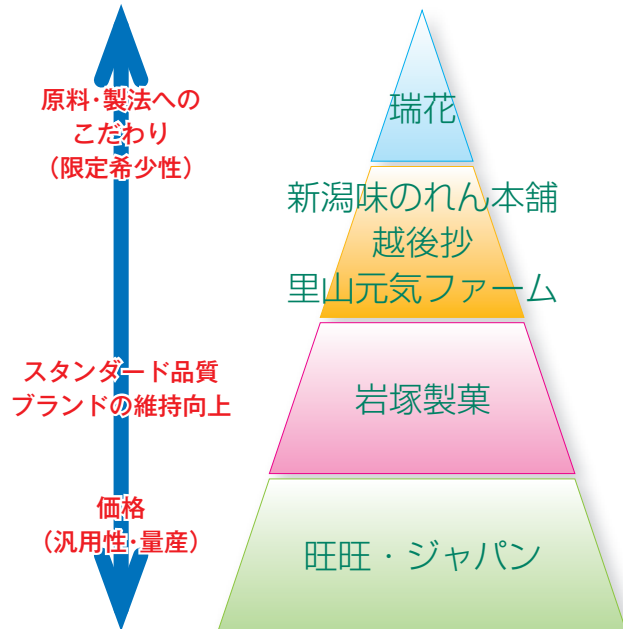 原料・製法への
こだわり
（限定希少性）
スタンダード品質
ブランドの維持向上
価格
（汎用性・量産）
瑞花
新潟味のれん本舗
越後抄
里山元気ファーム
岩塚製菓
旺旺・ジャパン